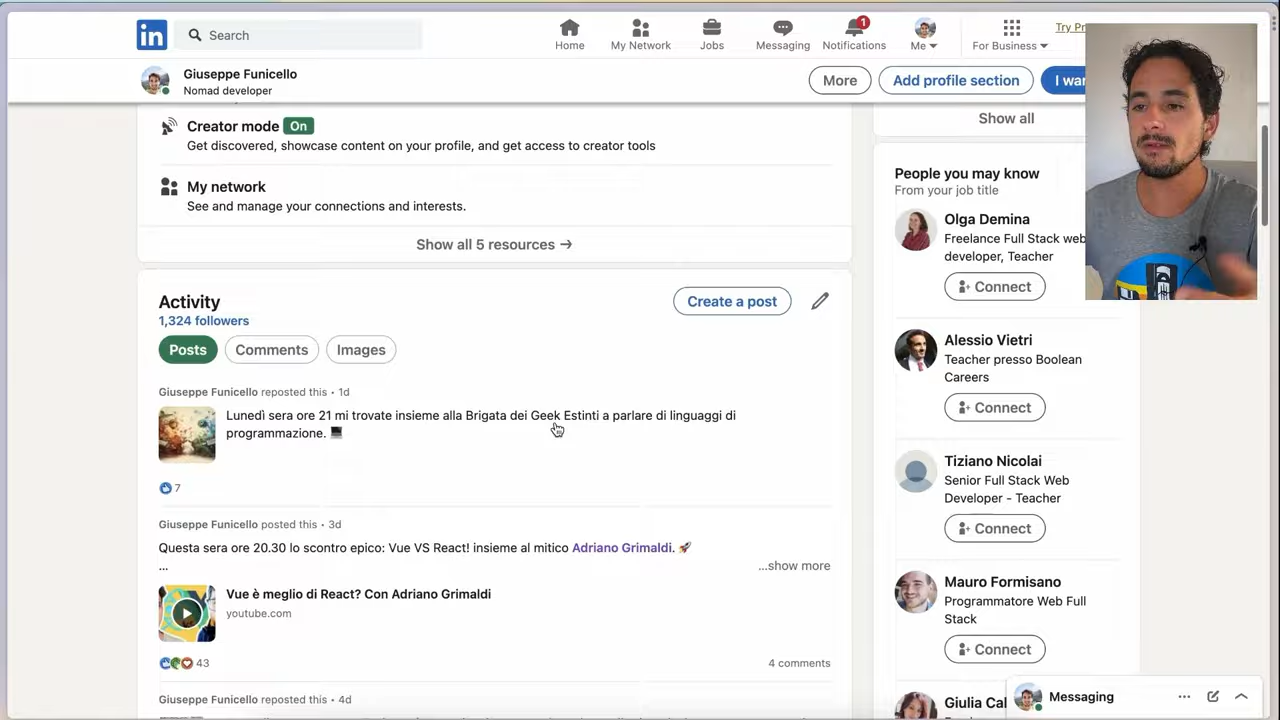 in
Search
Home
My Network
Jobs
Messaging
1
Notifications
Me
For Business
Try
Giuseppe Funicello
Nomad developer
More
Add profile section
Creator mode On
Get discovered, showcase content on your profile, and get access to creator tools
My network
See and manage your connections and interests.
Show all 5 resources →
Activity
1,324 followers
Create a post
Posts
Comments
Images
Giuseppe Funicello reposted this • 1d
Lunedì sera ore 21 mi trovate insieme alla Brigata dei Geek Estinti a parlare di linguaggi di
programmazione. 💻
7
Giuseppe Funicello posted this • 3d
Questa sera ore 20.30 lo scontro epico: Vue VS React! insieme al mitico Adriano Grimaldi. 🚀
...
...show more
Vue è meglio di React? Con Adriano Grimaldi
youtube.com
43
4 comments
Giuseppe Funicello reposted this • 4d
Show all
People you may know
From your job title
Olga Demina
Freelance Full Stack web
developer, Teacher
Connect
Alessio Vietri
Teacher presso Boolean
Careers
Connect
Tiziano Nicolai
Senior Full Stack Web
Developer - Teacher
Connect
Mauro Formisano
Programmatore Web Full
Stack
Connect
Giulia
Messaging